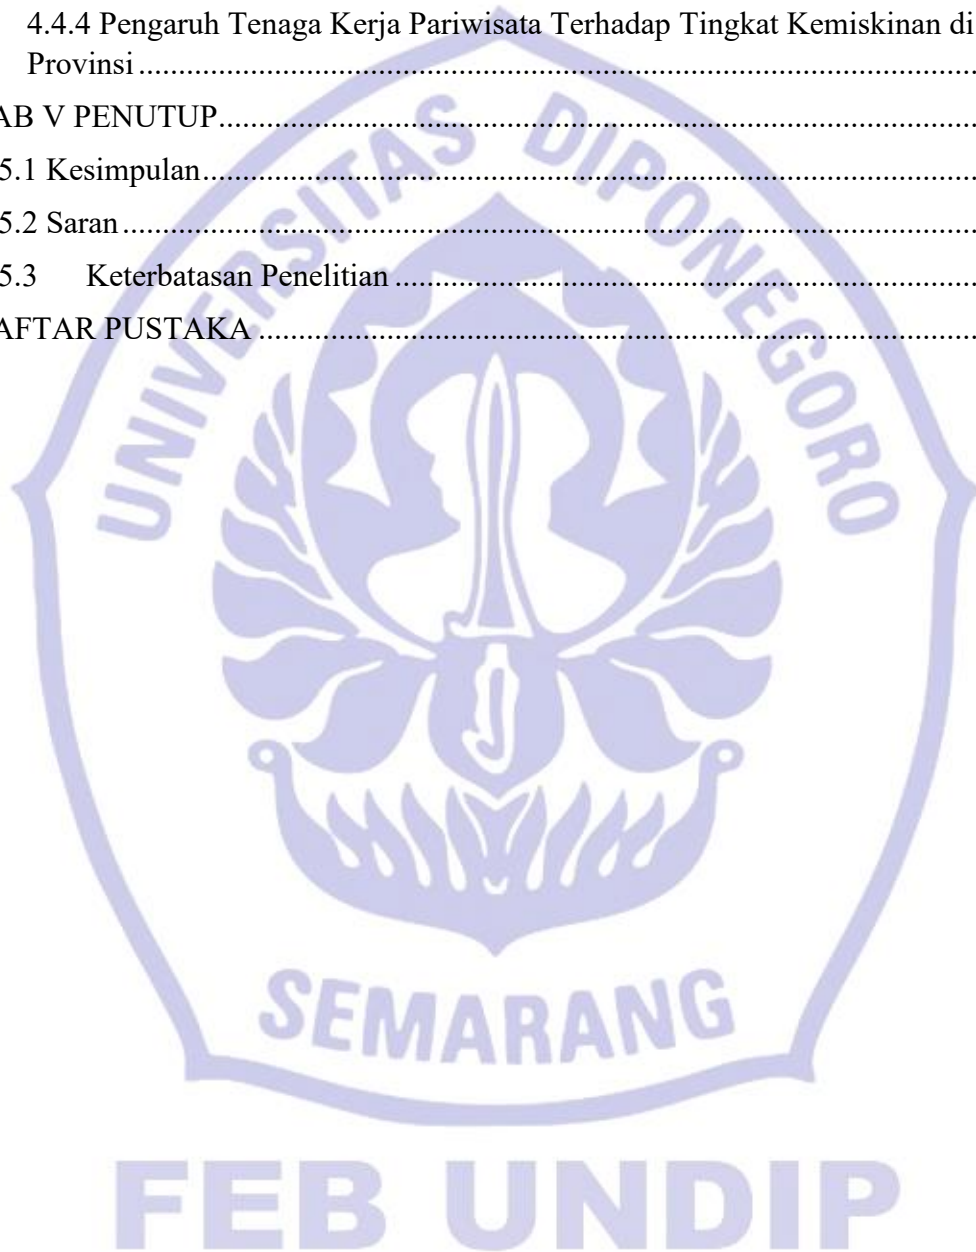 4.4.4 Pengaruh Tenaga Kerja Pariwisata Terhadap Tingkat Kemiskinan di
Provinsi ..........................................................................................................
AB V PENUTUP..............................................................................................
5.1 Kesimpulan................................................................................................
5.2 Saran..........................................................................................................
5.3 Keterbatasan Penelitian .............................................................................
AFTAR PUSTAKA ..........................................................................................
UNIVERSITAS DIPONEGORO
SEMARANG
FEB UNDIP